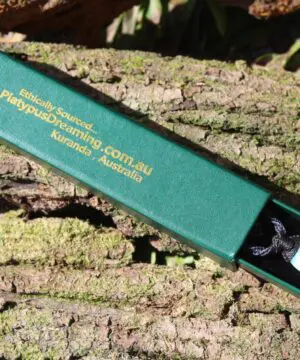 Ethically Sourced...
PlatypusDreaming.com.au
Kuranda , Australia